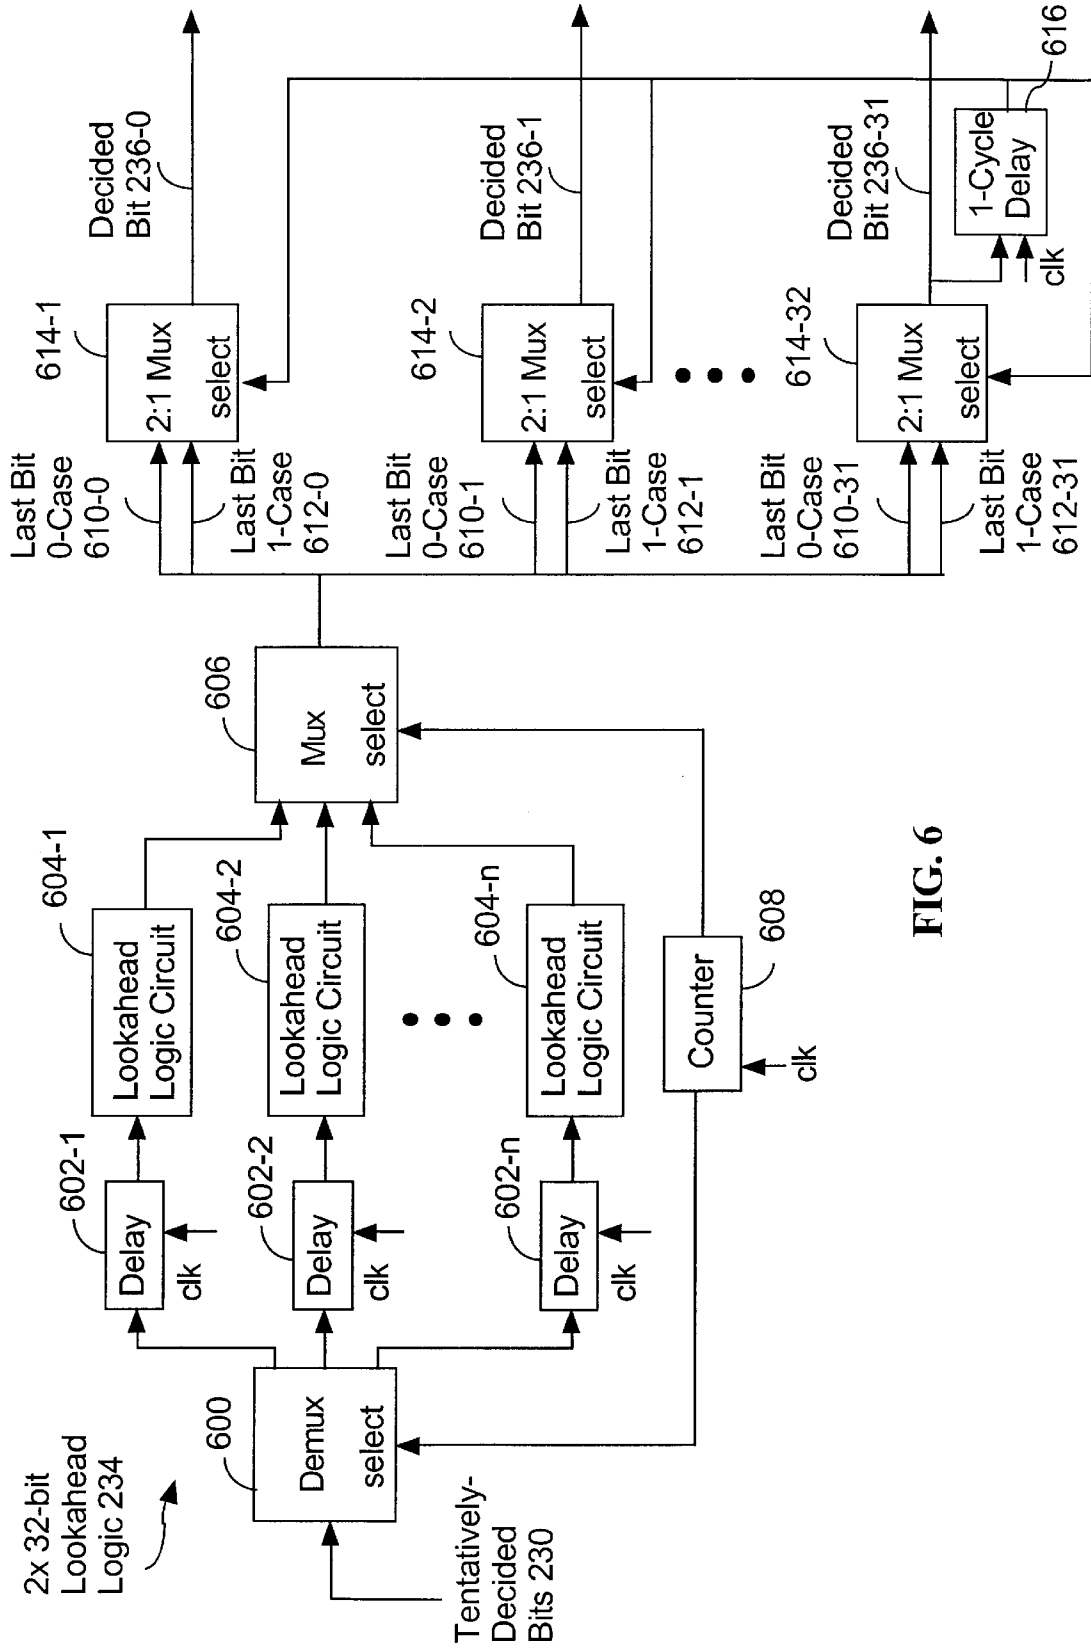 2x 32-bit
Lookahead
Logic 234
Tentatively-
Decided
Bits 230
600
Demux
select
602-1
Delay
clk
602-2
Delay
clk
602-n
Delay
clk
604-1
Lookahead
Logic Circuit
604-2
Lookahead
Logic Circuit
604-n
Lookahead
Logic Circuit
Counter
608
clk
606
Mux
select
Last Bit
0-Case
610-0
Last Bit
1-Case
612-0
614-1
2:1 Mux
select
Decided
Bit 236-0
Last Bit
0-Case
610-1
Last Bit
1-Case
612-1
614-2
2:1 Mux
select
Decided
Bit 236-1
Last Bit
0-Case
610-31
Last Bit
1-Case
612-31
614-32
2:1 Mux
select
Decided
Bit 236-31
1-Cycle
Delay
clk
616
FIG. 6